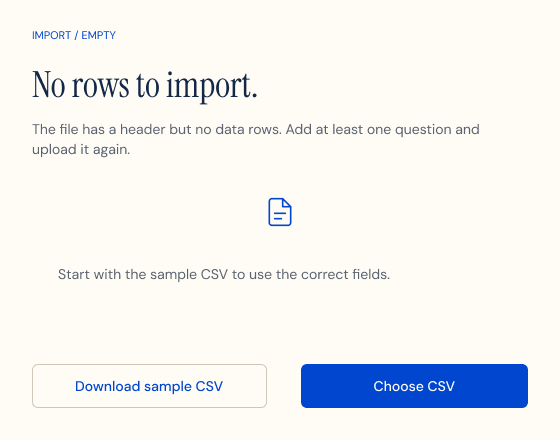 IMPORT / EMPTY
No rows to import.
The file has a header but no data rows. Add at least one question and
upload it again.
Start with the sample CSV to use the correct fields.
Download sample CSV
Choose CSV